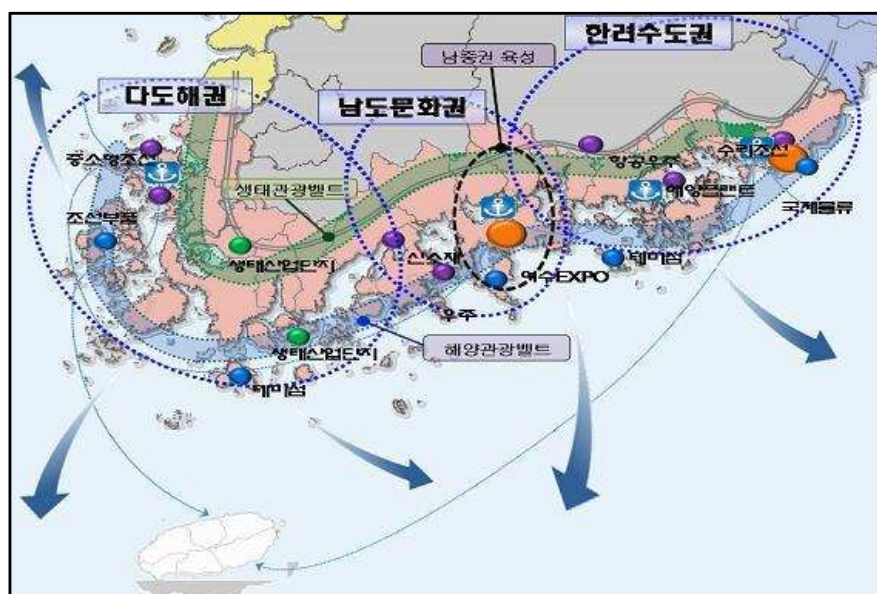 한려수도권
남중권 육성
다도해권
남도문화권
중소형조선
항공우주
수리조선
생태관광벨트
해양플랜트
국제물류
조선부품
생태산업단지
신소재
여수EXPO
테마섬
우주
생태산업단지
해양관광벨트
테마섬